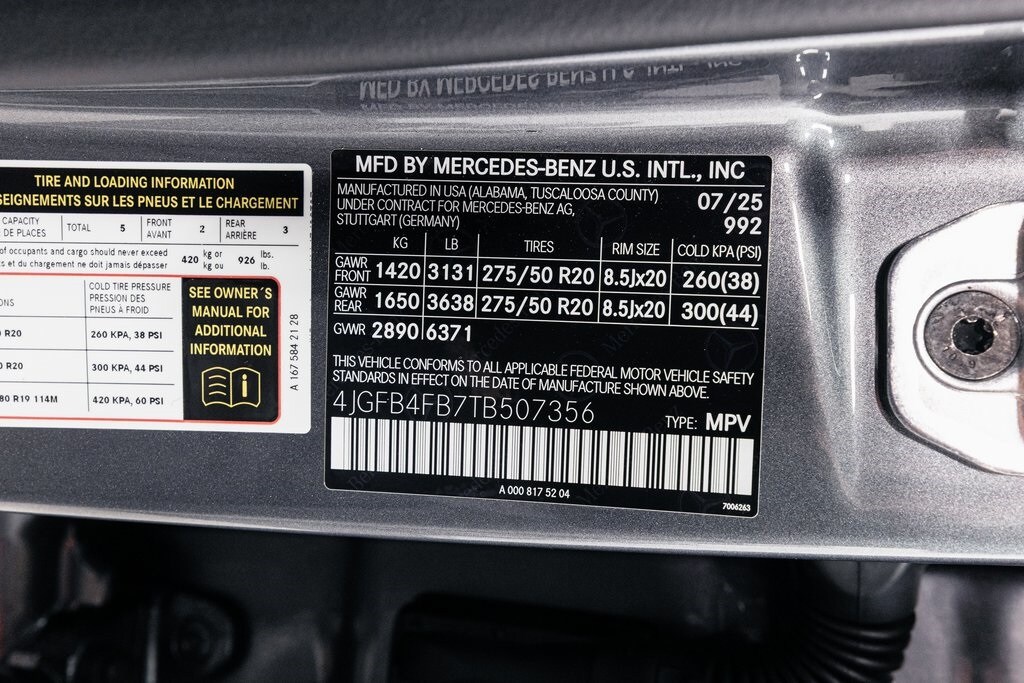 TIRE AND LOADING INFORMATION
SEIGNEMENTS SUR LES PNEUS ET LE CHARGEMENT
CAPACITY TOTAL 5 FRONT 2 REAR 3
DE PLACES AVANT ARRIÈRE
of occupants and cargo should never exceed 420 kg or 926 lbs.
ts et du chargement ne doit jamais dépasser kg ou lb.
COLD TIRE PRESSURE
PRESSION DES
PNEUS À FROID
R20 260 KPA, 38 PSI
R20 300 KPA, 44 PSI
80 R19 114M 420 KPA, 60 PSI
SEE OWNER´S
MANUAL FOR
ADDITIONAL
INFORMATION
A 167 584 21 28
MFD BY MERCEDES-BENZ U.S. INTL., INC
MANUFACTURED IN USA (ALABAMA, TUSCALOOSA COUNTY) 07/25
UNDER CONTRACT FOR MERCEDES-BENZ AG, 992
STUTTGART (GERMANY)
KG LB TIRES RIM SIZE COLD KPA (PSI)
GAWR FRONT 1420 3131 275/50 R20 8.5Jx20 260(38)
GAWR REAR 1650 3638 275/50 R20 8.5Jx20 300(44)
GVWR 2890 6371
THIS VEHICLE CONFORMS TO ALL APPLICABLE FEDERAL MOTOR VEHICLE SAFETY
STANDARDS IN EFFECT ON THE DATE OF MANUFACTURE SHOWN ABOVE.
4JGFB4FB7TB507356 TYPE: MPV
A 000 817 52 04
7006263